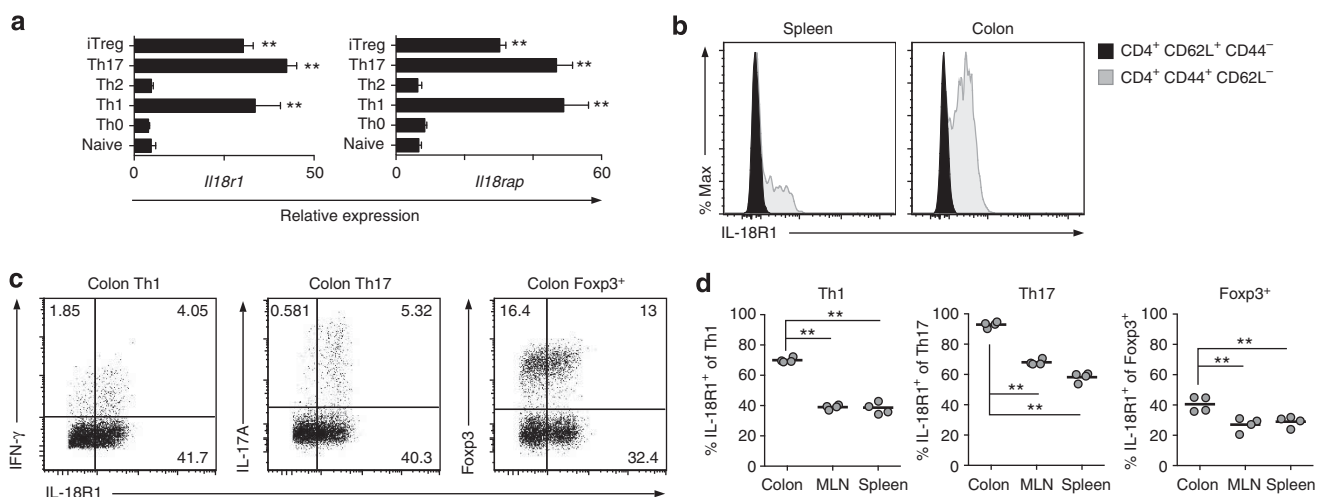 a
iTreg
**
Th17
**
Th2
Th1
**
Th0
Naive
0
50
Il18r1
iTreg
**
Th17
**
Th2
Th1
**
Th0
Naive
0
60
Il18rap
Relative expression
b
Spleen
Colon
% Max
IL-18R1
CD4⁺ CD62L⁺ CD44⁻
CD4⁺ CD44⁺ CD62L⁻
c
Colon Th1
IFN-γ
1.85
4.05
41.7
Colon Th17
IL-17A
0.581
5.32
40.3
Colon Foxp3⁺
Foxp3
16.4
13
32.4
IL-18R1
d
Th1
% IL-18R1⁺ of Th1
100
80
60
40
20
0
**
**
Colon MLN Spleen
Th17
% IL-18R1⁺ of Th17
100
80
60
40
20
0
**
**
Colon MLN Spleen
Foxp3⁺
% IL-18R1⁺ of Foxp3⁺
100
80
60
40
20
0
**
**
Colon MLN Spleen